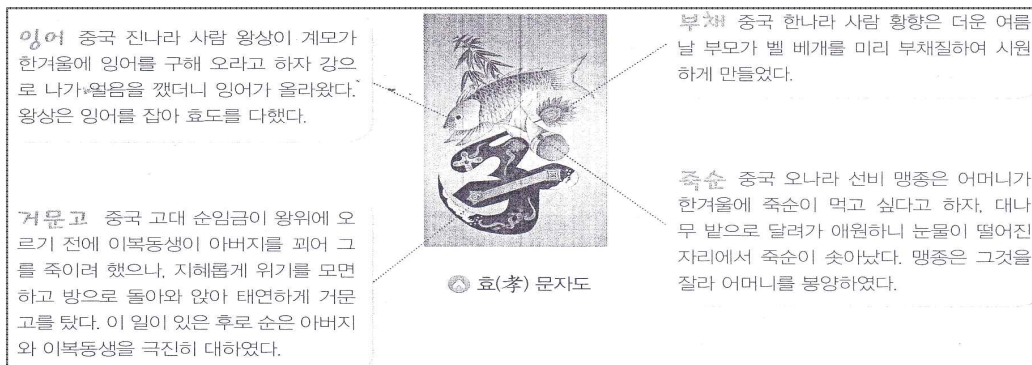 잉어 중국 진나라 사람 왕상이 계모가
한겨울에 잉어를 구해 오라고 하자 강으
로 나가 얼음을 깼더니 잉어가 올라왔다.
왕상은 잉어를 잡아 효도를 다했다.
거문고 중국 고대 순임금이 왕위에 오
르기 전에 이복동생이 아버지를 꾀어 그
를 죽이려 했으나, 지혜롭게 위기를 모면
하고 방으로 돌아와 앉아 태연하게 거문
고를 탔다. 이 일이 있은 후로 순은 아버지
와 이복동생을 극진히 대하였다.
효(孝) 문자도
부채 중국 한나라 사람 황향은 더운 여름
날 부모가 벨 베개를 미리 부채질하여 시원
하게 만들었다.
죽순 중국 오나라 선비 맹종은 어머니가
한겨울에 죽순이 먹고 싶다고 하자, 대나
무 밭으로 달려가 애원하니 눈물이 떨어진
자리에서 죽순이 솟아났다. 맹종은 그것을
잘라 어머니를 봉양하였다.